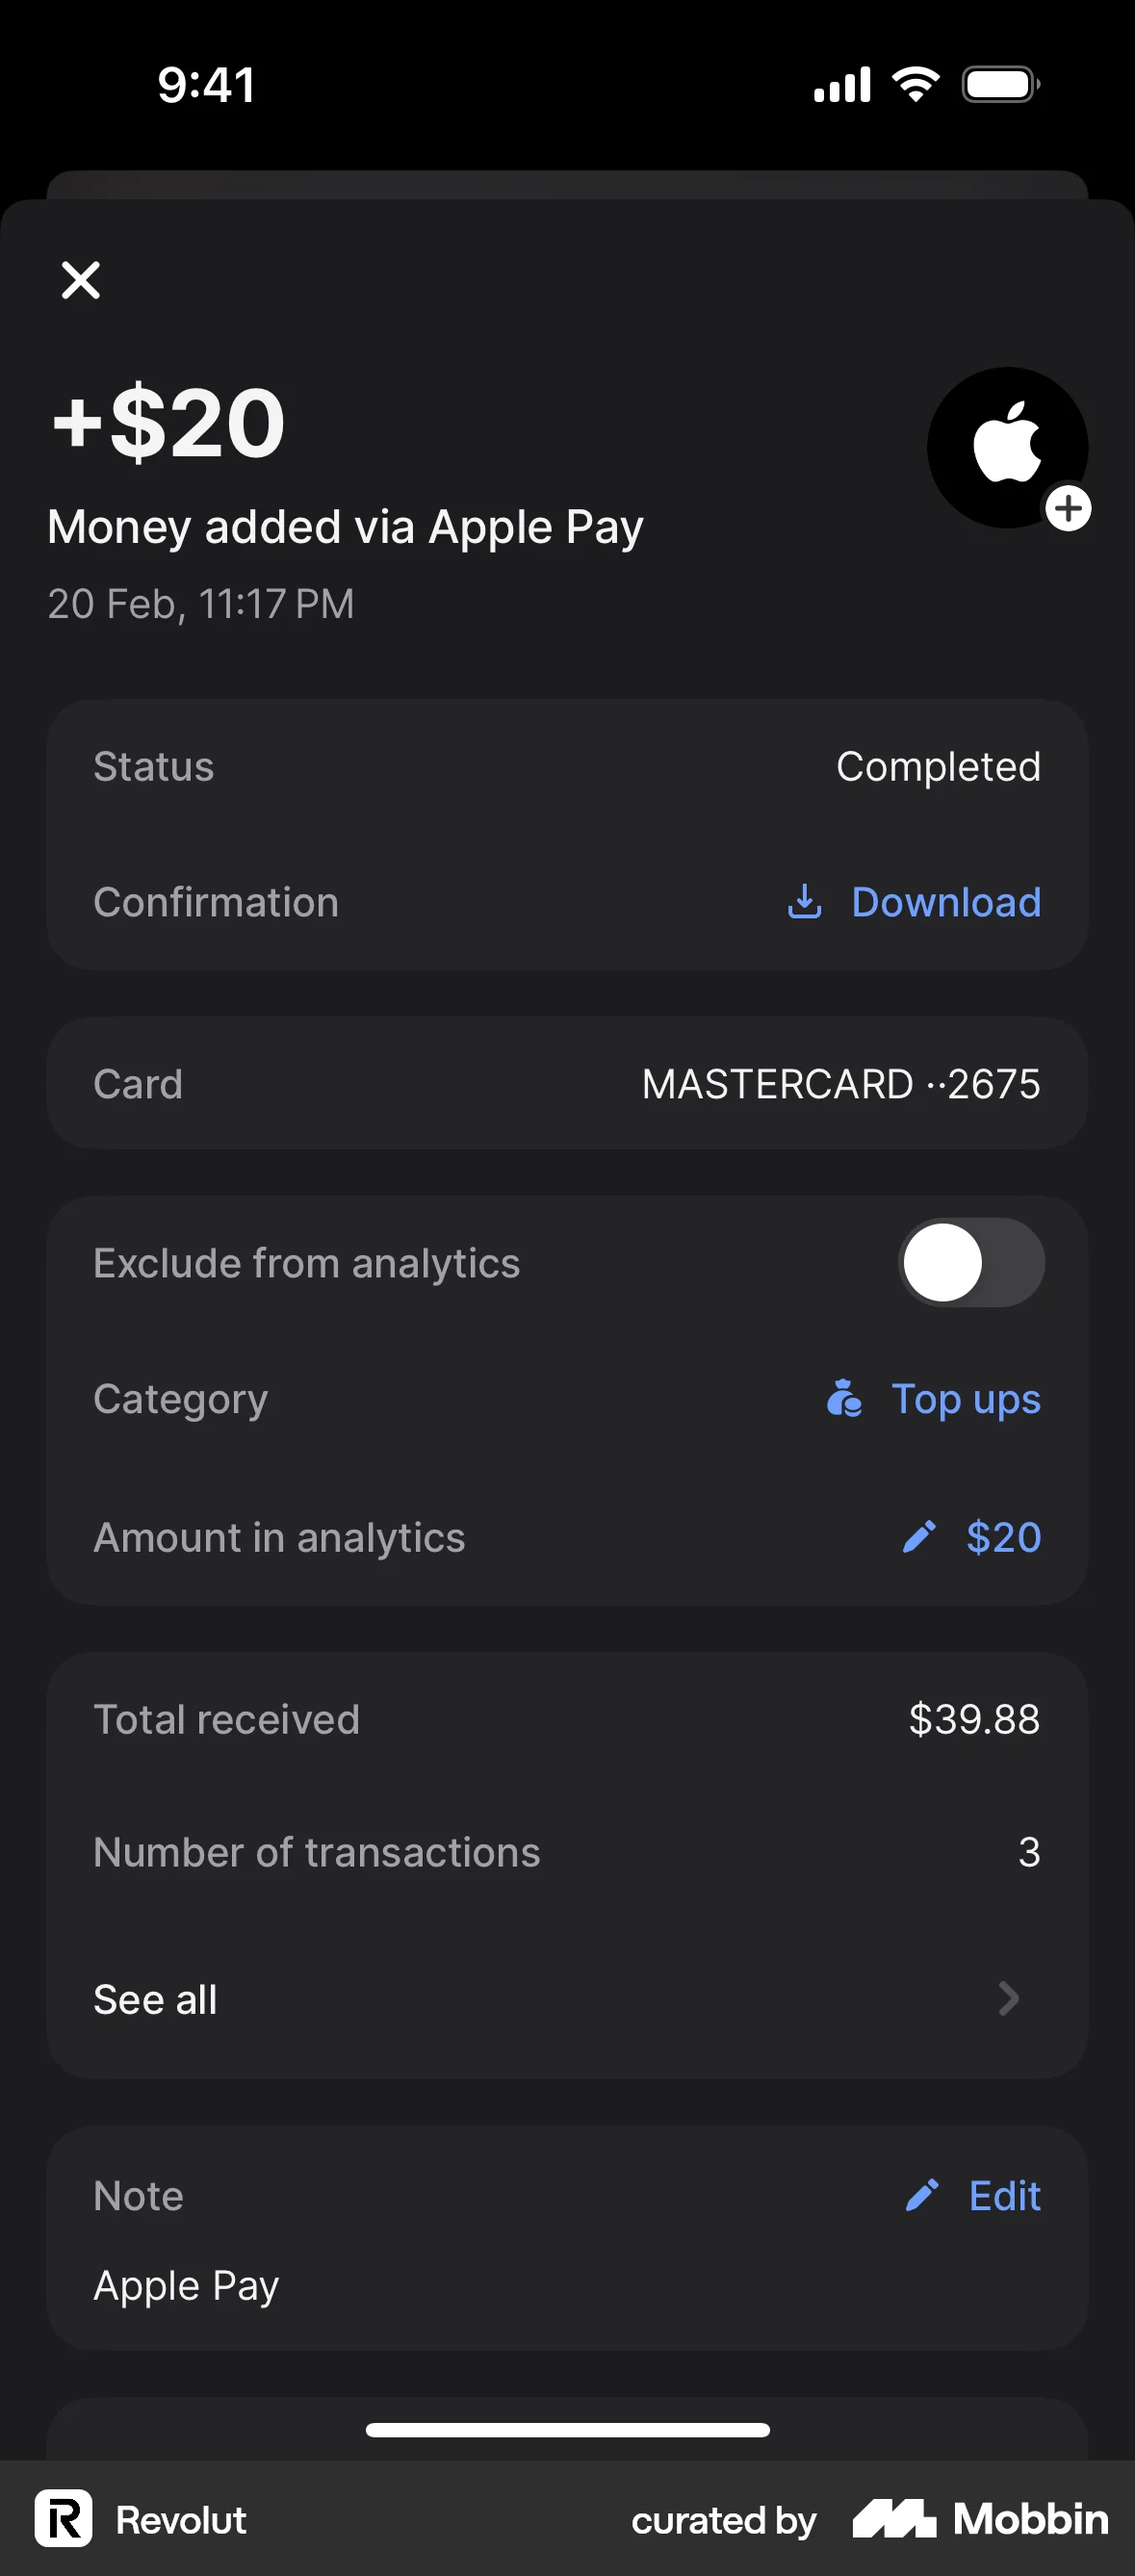 9:41
+$20
Money added via Apple Pay
20 Feb, 11:17 PM
Status Completed
Confirmation Download
Card MASTERCARD ··2675
Exclude from analytics
Category Top ups
Amount in analytics $20
Total received $39.88
Number of transactions 3
See all
Note Edit
Apple Pay
Revolut curated by Mobbin